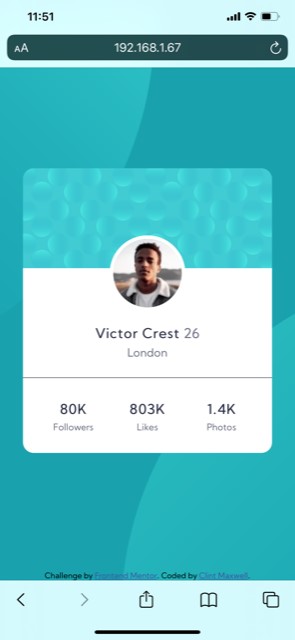 11:51
AA 192.168.1.67
Victor Crest 26
London
80K 803K 1.4K
Followers Likes Photos
Challenge by Frontend Mentor. Coded by Clint Maxwell.